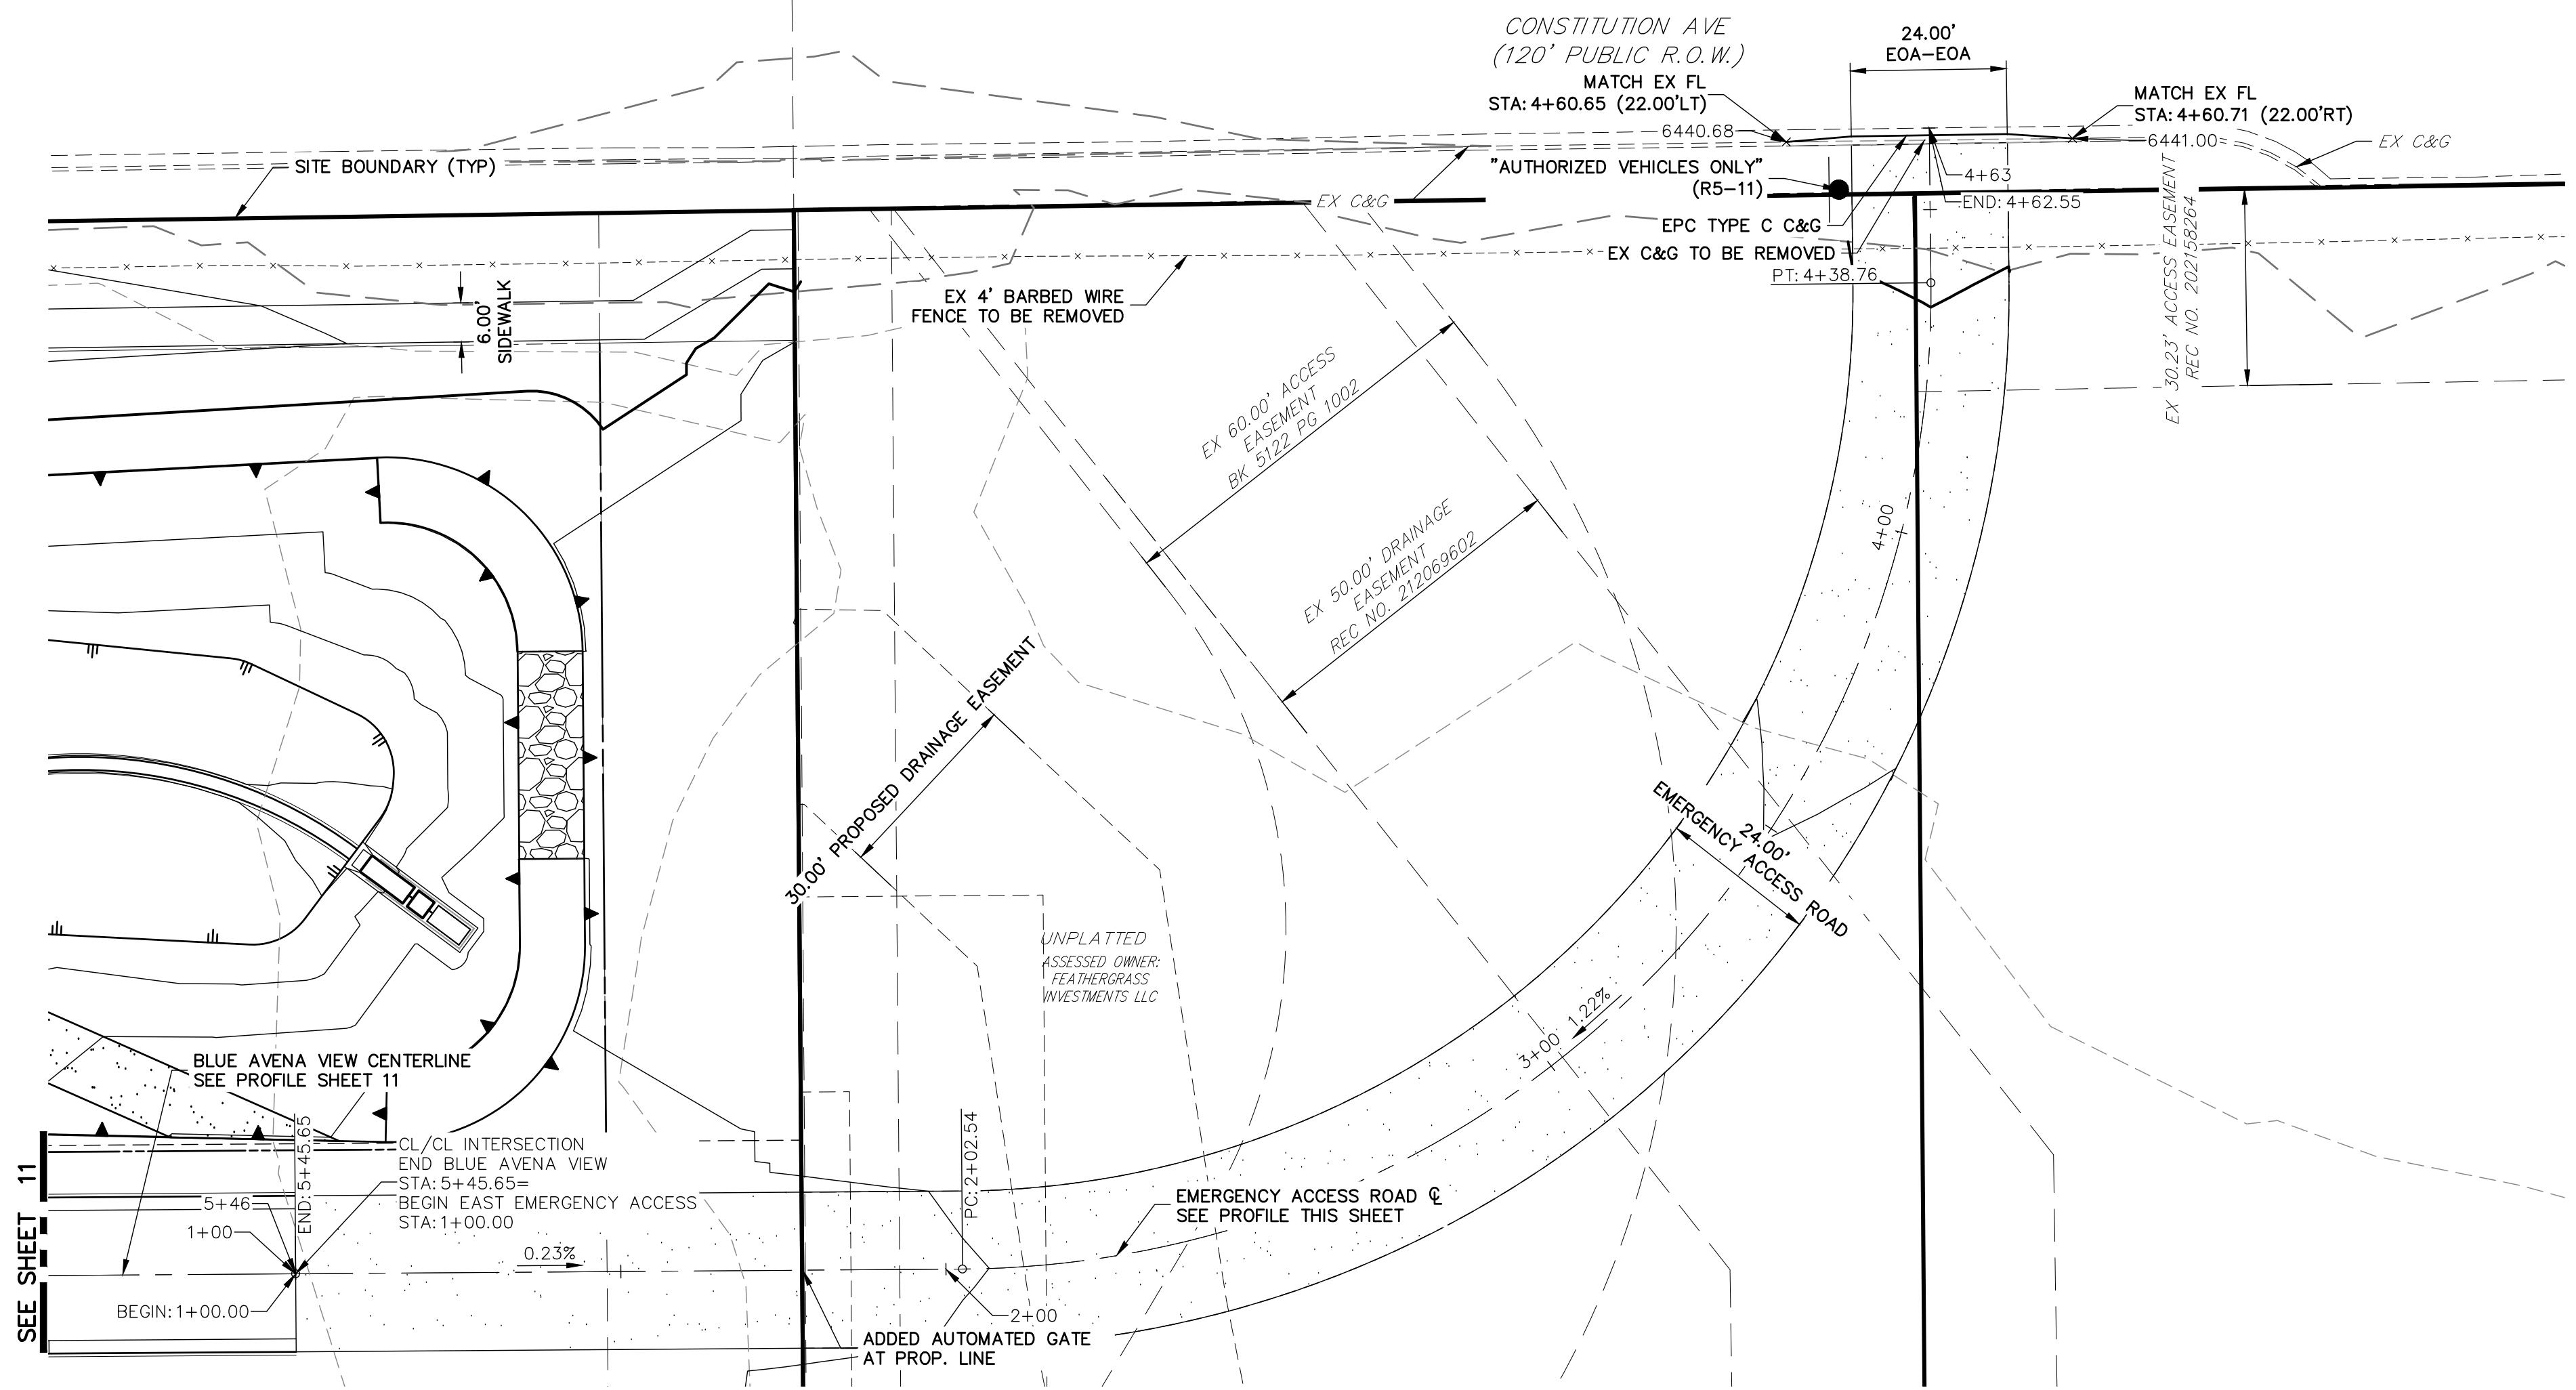 CONSTITUTION AVE
(120' PUBLIC R.O.W.)
24.00'
EOA-EOA
MATCH EX FL
STA: 4+60.65 (22.00'LT)
MATCH EX FL
STA: 4+60.71 (22.00'RT)
6440.68
6441.00
EX C&G
SITE BOUNDARY (TYP)
"AUTHORIZED VEHICLES ONLY"
(R5-11)
4+63
END: 4+62.55
EX C&G
EPC TYPE C C&G
EX C&G TO BE REMOVED
PT: 4+38.76
EX 30.23' ACCESS EASEMENT
REC NO. 202158264
EX 4' BARBED WIRE
FENCE TO BE REMOVED
6.00'
SIDEWALK
EX 60.00' ACCESS
EASEMENT
BK 5122 PG 1002
EX 50.00' DRAINAGE
EASEMENT
REC NO. 212069602
4+00
30.00' PROPOSED DRAINAGE EASEMENT
24.00'
EMERGENCY ACCESS ROAD
UNPLATTED
ASSESSED OWNER:
FEATHERGRASS
INVESTMENTS LLC
1.22%
3+00
BLUE AVENA VIEW CENTERLINE
SEE PROFILE SHEET 11
END: 5+45.65
CL/CL INTERSECTION
END BLUE AVENA VIEW
STA: 5+45.65=
BEGIN EAST EMERGENCY ACCESS
STA: 1+00.00
5+46
1+00
BEGIN: 1+00.00
0.23%
PC: 2+02.54
2+00
EMERGENCY ACCESS ROAD ℄
SEE PROFILE THIS SHEET
ADDED AUTOMATED GATE
AT PROP. LINE
SEE SHEET 11